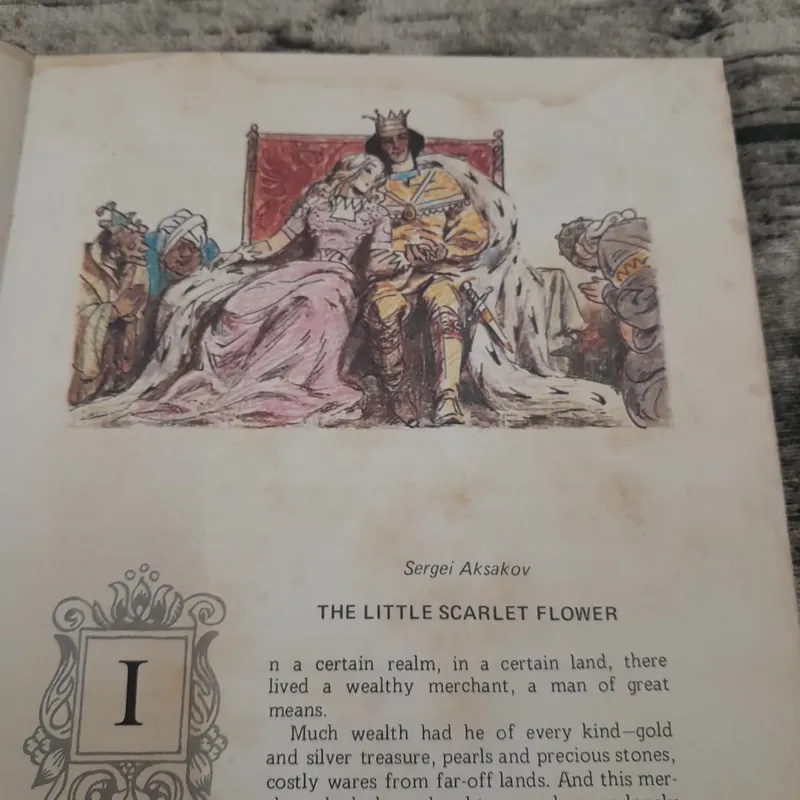 Sergei Aksakov
THE LITTLE SCARLET FLOWER
In a certain realm, in a certain land, there
lived a wealthy merchant, a man of great
means.
Much wealth had he of every kind—gold
and silver treasure, pearls and precious stones,
costly wares from far-off lands. And this mer-